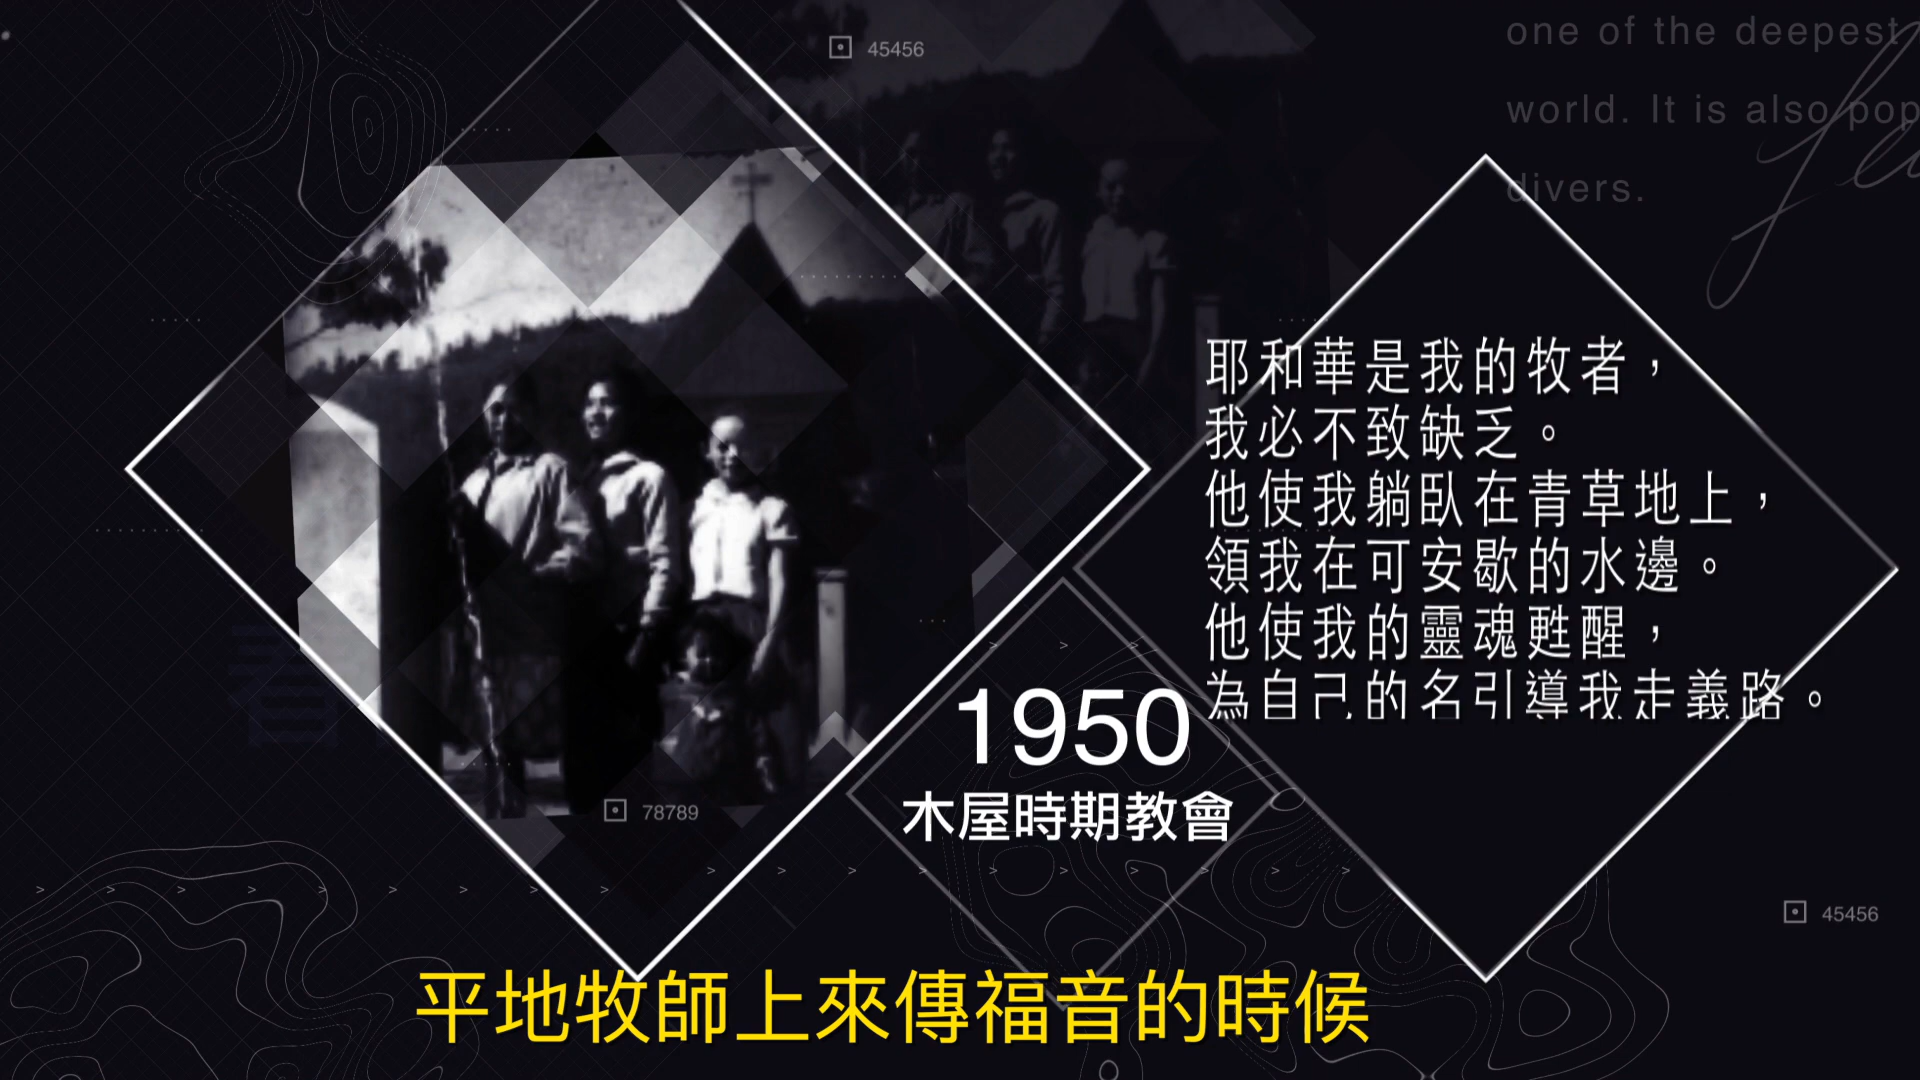 45456
one of the deepest
world. It is also pop
divers.
耶和華是我的牧者，
我必不致缺乏。
他使我躺臥在青草地上，
領我在可安歇的水邊。
他使我的靈魂甦醒，
為自己的名引導我走義路。
1950
木屋時期教會
78789
45456
平地牧師上來傳福音的時候